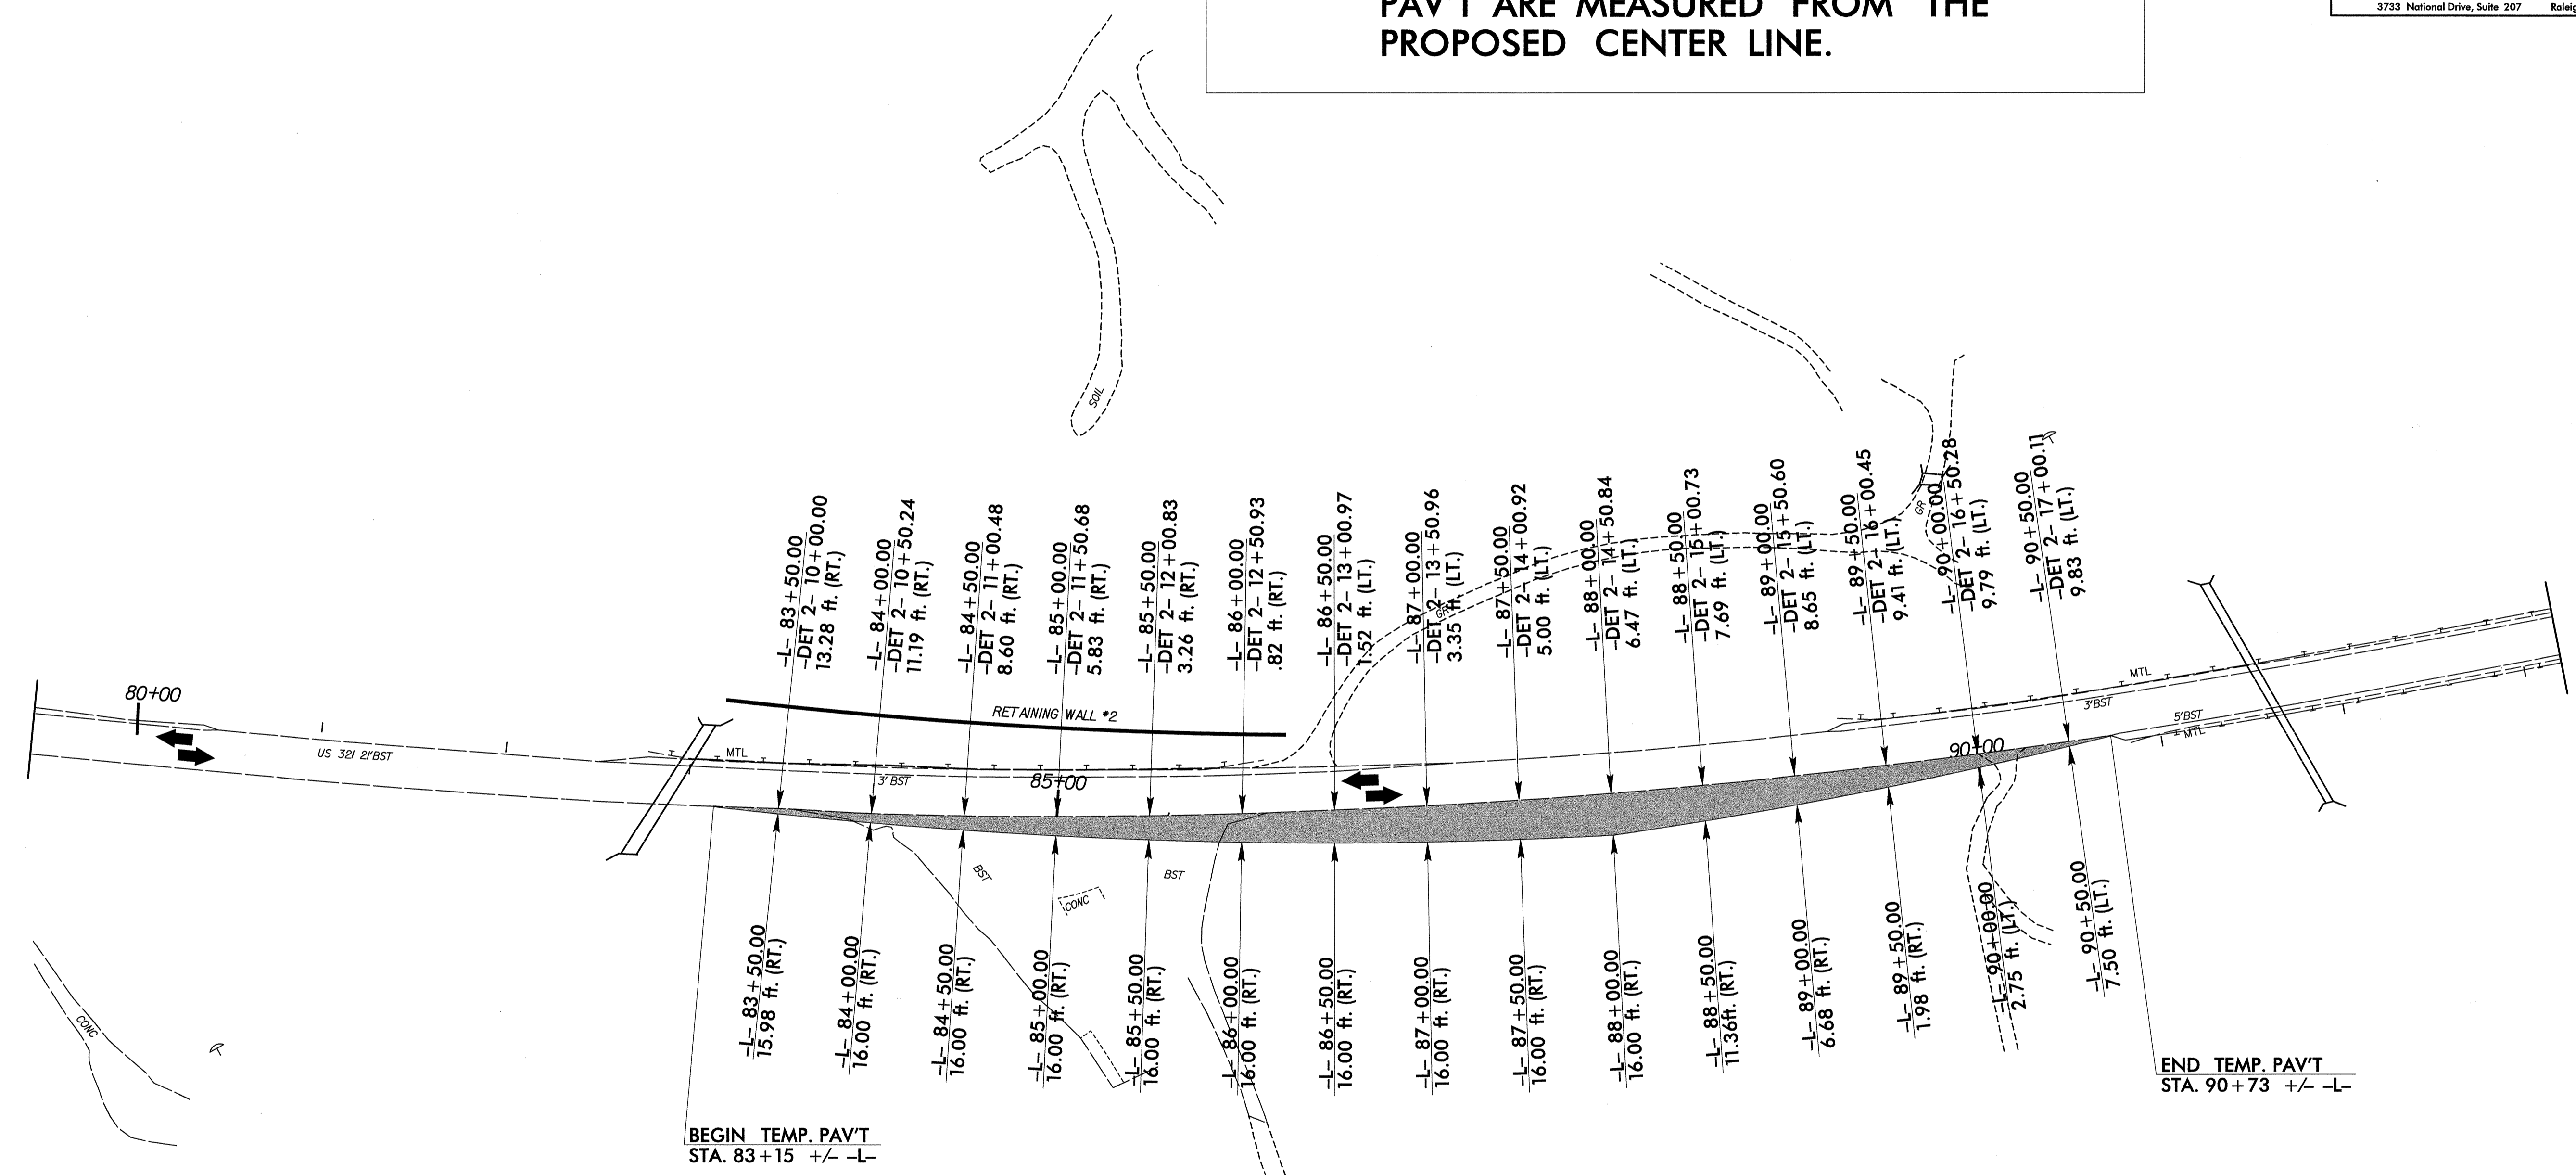 PAV'T ARE MEASURED FROM THE
PROPOSED CENTER LINE.
3733 National Drive, Suite 207 Raleig
SOIL
-L- 83+50.00
-DET 2- 10+00.00
13.28 ft. (RT.)
-L- 84+00.00
-DET 2- 10+50.24
11.19 ft. (RT.)
-L- 84+50.00
-DET 2- 11+00.48
8.60 ft. (RT.)
-L- 85+00.00
-DET 2- 11+50.68
5.83 ft. (RT.)
-L- 85+50.00
-DET 2- 12+00.83
3.26 ft. (RT.)
-L- 86+00.00
-DET 2- 12+50.93
.82 ft. (RT.)
-L- 86+50.00
-DET 2- 13+00.97
1.52 ft. (LT.)
-L- 87+00.00
-DET 2- 13+50.96
3.35 ft. (LT.)
-L- 87+50.00
-DET 2- 14+00.92
5.00 ft. (LT.)
-L- 88+00.00
-DET 2- 14+50.84
6.47 ft. (LT.)
-L- 88+50.00
-DET 2- 15+00.73
7.69 ft. (LT.)
-L- 89+00.00
-DET 2- 15+50.60
8.65 ft. (LT.)
-L- 89+50.00
-DET 2- 16+00.45
9.41 ft. (LT.)
-L- 90+00.00
-DET 2- 16+50.28
9.79 ft. (LT.)
-L- 90+50.00
-DET 2- 17+00.11
9.83 ft. (LT.)
GR
GR
80+00
US 321 21'BST
RETAINING WALL #2
MTL
3' BST
85+00
90+00
MTL
3'BST
5'BST
MTL
BST
CONC
BST
CONC
-L- 83+50.00
15.98 ft. (RT.)
-L- 84+00.00
16.00 ft. (RT.)
-L- 84+50.00
16.00 ft. (RT.)
-L- 85+00.00
16.00 ft. (RT.)
-L- 85+50.00
16.00 ft. (RT.)
-L- 86+00.00
16.00 ft. (RT.)
-L- 86+50.00
16.00 ft. (RT.)
-L- 87+00.00
16.00 ft. (RT.)
-L- 87+50.00
16.00 ft. (RT.)
-L- 88+00.00
16.00 ft. (RT.)
-L- 88+50.00
11.36ft. (RT.)
-L- 89+00.00
6.68 ft. (RT.)
-L- 89+50.00
1.98 ft. (RT.)
-L- 90+00.00
2.75 ft. (LT.)
-L- 90+50.00
7.50 ft. (LT.)
BEGIN TEMP. PAV'T
STA. 83+15 +/- -L-
END TEMP. PAV'T
STA. 90+73 +/- -L-